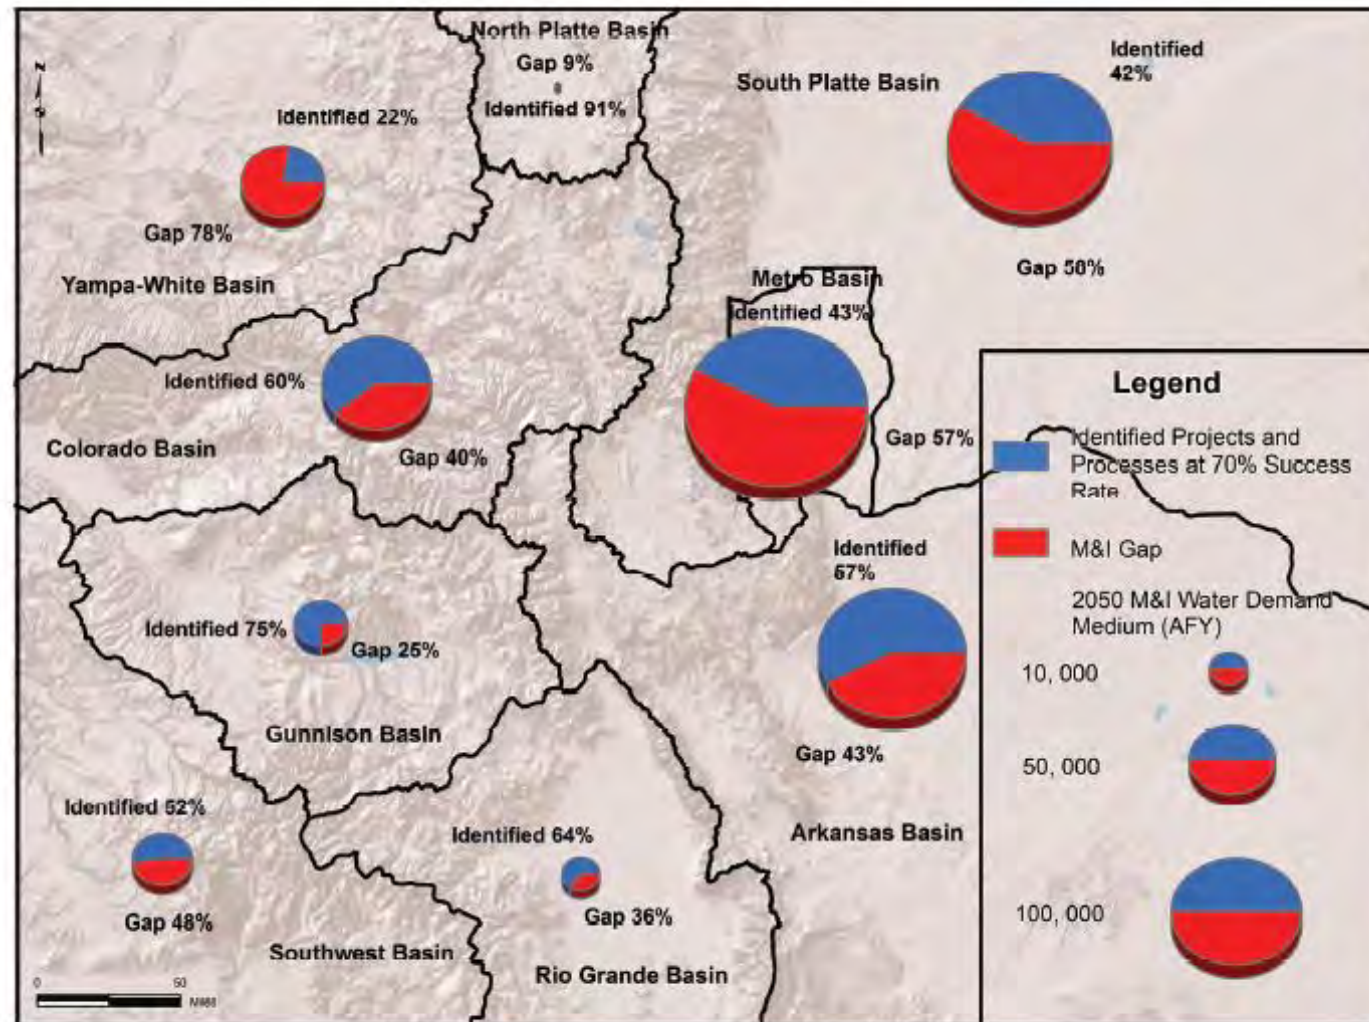 North Platte Basin
Gap 9%
Identified 91%
South Platte Basin
Identified
42%
Gap 58%
Identified 22%
Gap 78%
Yampa-White Basin
Metro Basin
Identified 43%
Gap 57%
Identified 60%
Gap 40%
Colorado Basin
Identified
57%
Gap 43%
Arkansas Basin
Identified 75%
Gap 25%
Gunnison Basin
Identified 52%
Gap 48%
Southwest Basin
Identified 64%
Gap 36%
Rio Grande Basin
0 50
Miles
Legend
Identified Projects and
Processes at 70% Success
Rate
M&I Gap
2050 M&I Water Demand
Medium (AFY)
10, 000
50, 000
100, 000